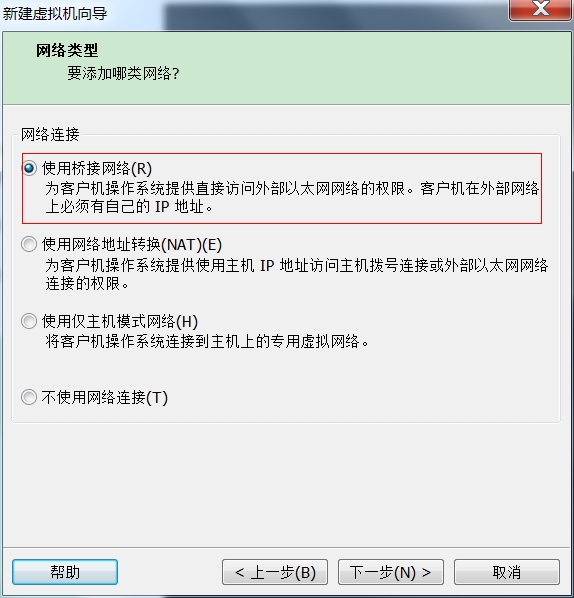 新建虚拟机向导
网络类型
要添加哪类网络?
网络连接
使用桥接网络(R)
为客户机操作系统提供直接访问外部以太网网络的权限。客户机在外部网络
上必须有自己的 IP 地址。
使用网络地址转换(NAT)(E)
为客户机操作系统提供使用主机 IP 地址访问主机拨号连接或外部以太网网络
连接的权限。
使用仅主机模式网络(H)
将客户机操作系统连接到主机上的专用虚拟网络。
不使用网络连接(T)
帮助
< 上一步(B)
下一步(N) >
取消